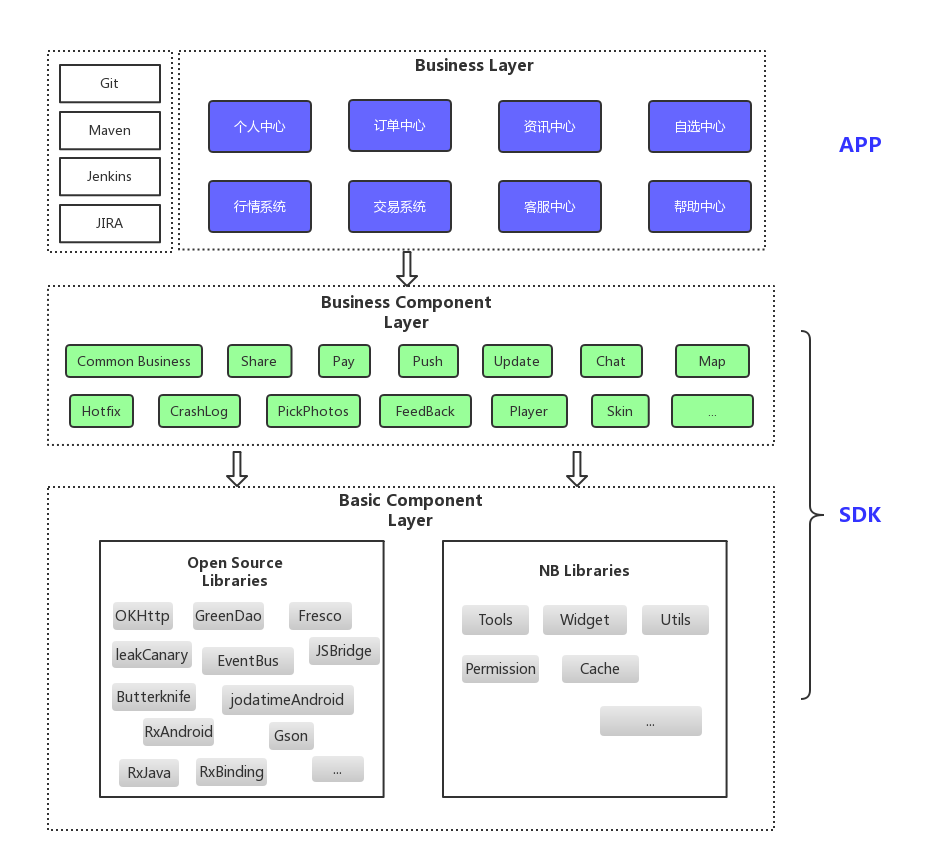 Git
Maven
Jenkins
JIRA
Business Layer
个人中心
订单中心
资讯中心
自选中心
行情系统
交易系统
客服中心
帮助中心
APP
Business Component
Layer
Common Business
Share
Pay
Push
Update
Chat
Map
Hotfix
CrashLog
PickPhotos
FeedBack
Player
Skin
...
Basic Component
Layer
Open Source
Libraries
OKHttp
GreenDao
Fresco
leakCanary
EventBus
JSBridge
Butterknife
jodatimeAndroid
RxAndroid
Gson
RxJava
RxBinding
...
NB Libraries
Tools
Widget
Utils
Permission
Cache
...
SDK